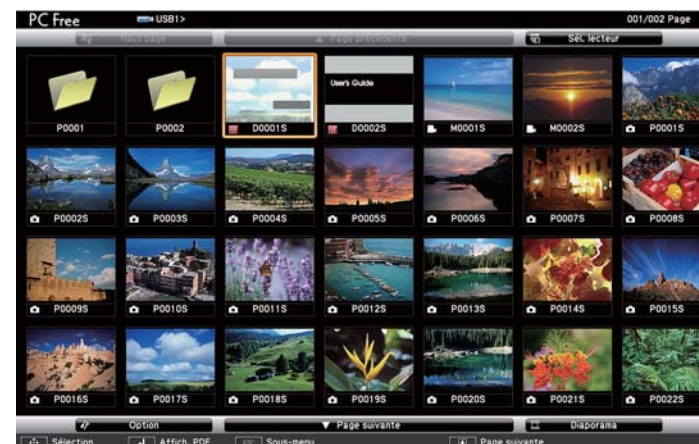 PC Free USB1> 001/002 Page
Haut page ▲ Page précédente Sél. lecteur
P0001 P0002 D0001S D0002S M0001S M0002S P0001S
User's Guide
P0002S P0003S P0004S P0005S P0006S P0007S P0008S
P0009S P0010S P0011S P0012S P0013S P0014S P0015S
P0016S P0017S P0018S P0019S P0020S P0021S P0022S
Option ▼ Page suivante Diaporama
Sélection Affich. PDF Sous-menu Page suivante